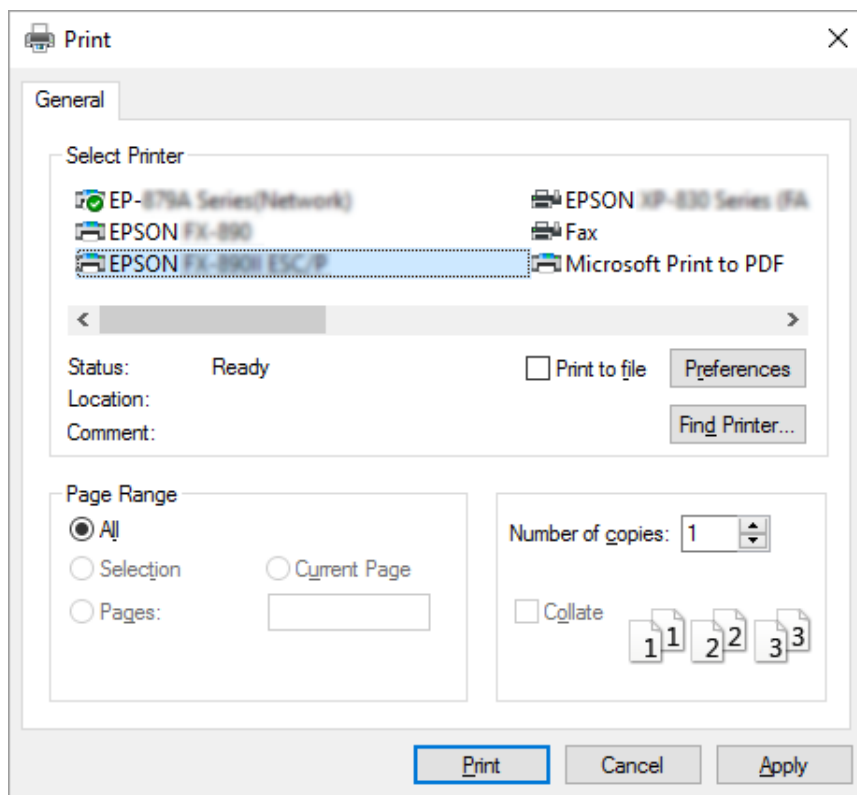 Print
General
Select Printer
EP-
EPSON
EPSON
EPSON
Fax
Microsoft Print to PDF
Status: Ready
Print to file
Preferences
Location:
Comment:
Find Printer...
Page Range
All
Selection
Current Page
Pages:
Number of copies: 1
Collate
1 1 2 2 3 3
Print
Cancel
Apply